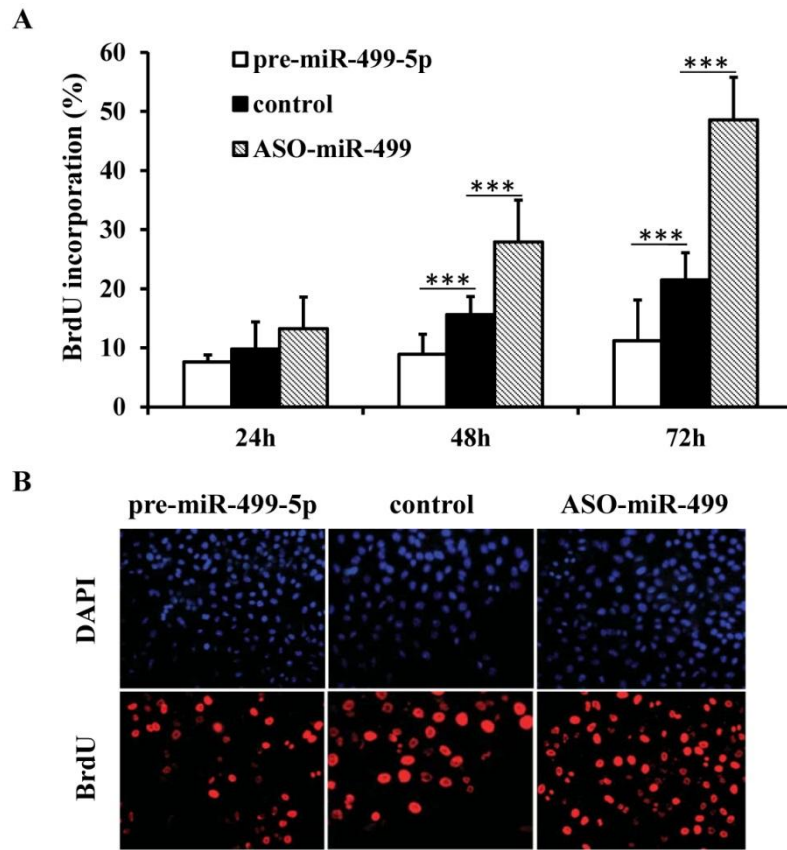 A
60
50
40
30
20
10
0
BrdU incorporation (%)
pre-miR-499-5p
control
ASO-miR-499
***
***
***
***
24h 48h 72h
B
pre-miR-499-5p control ASO-miR-499
DAPI
BrdU